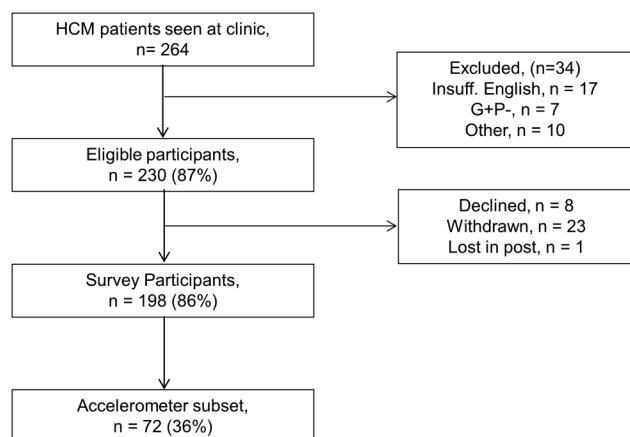 HCM patients seen at clinic,
n= 264
Excluded, (n=34)
Insuff. English, n = 17
G+P-, n = 7
Other, n = 10
Eligible participants,
n = 230 (87%)
Declined, n = 8
Withdrawn, n = 23
Lost in post, n = 1
Survey Participants,
n = 198 (86%)
Accelerometer subset,
n = 72 (36%)